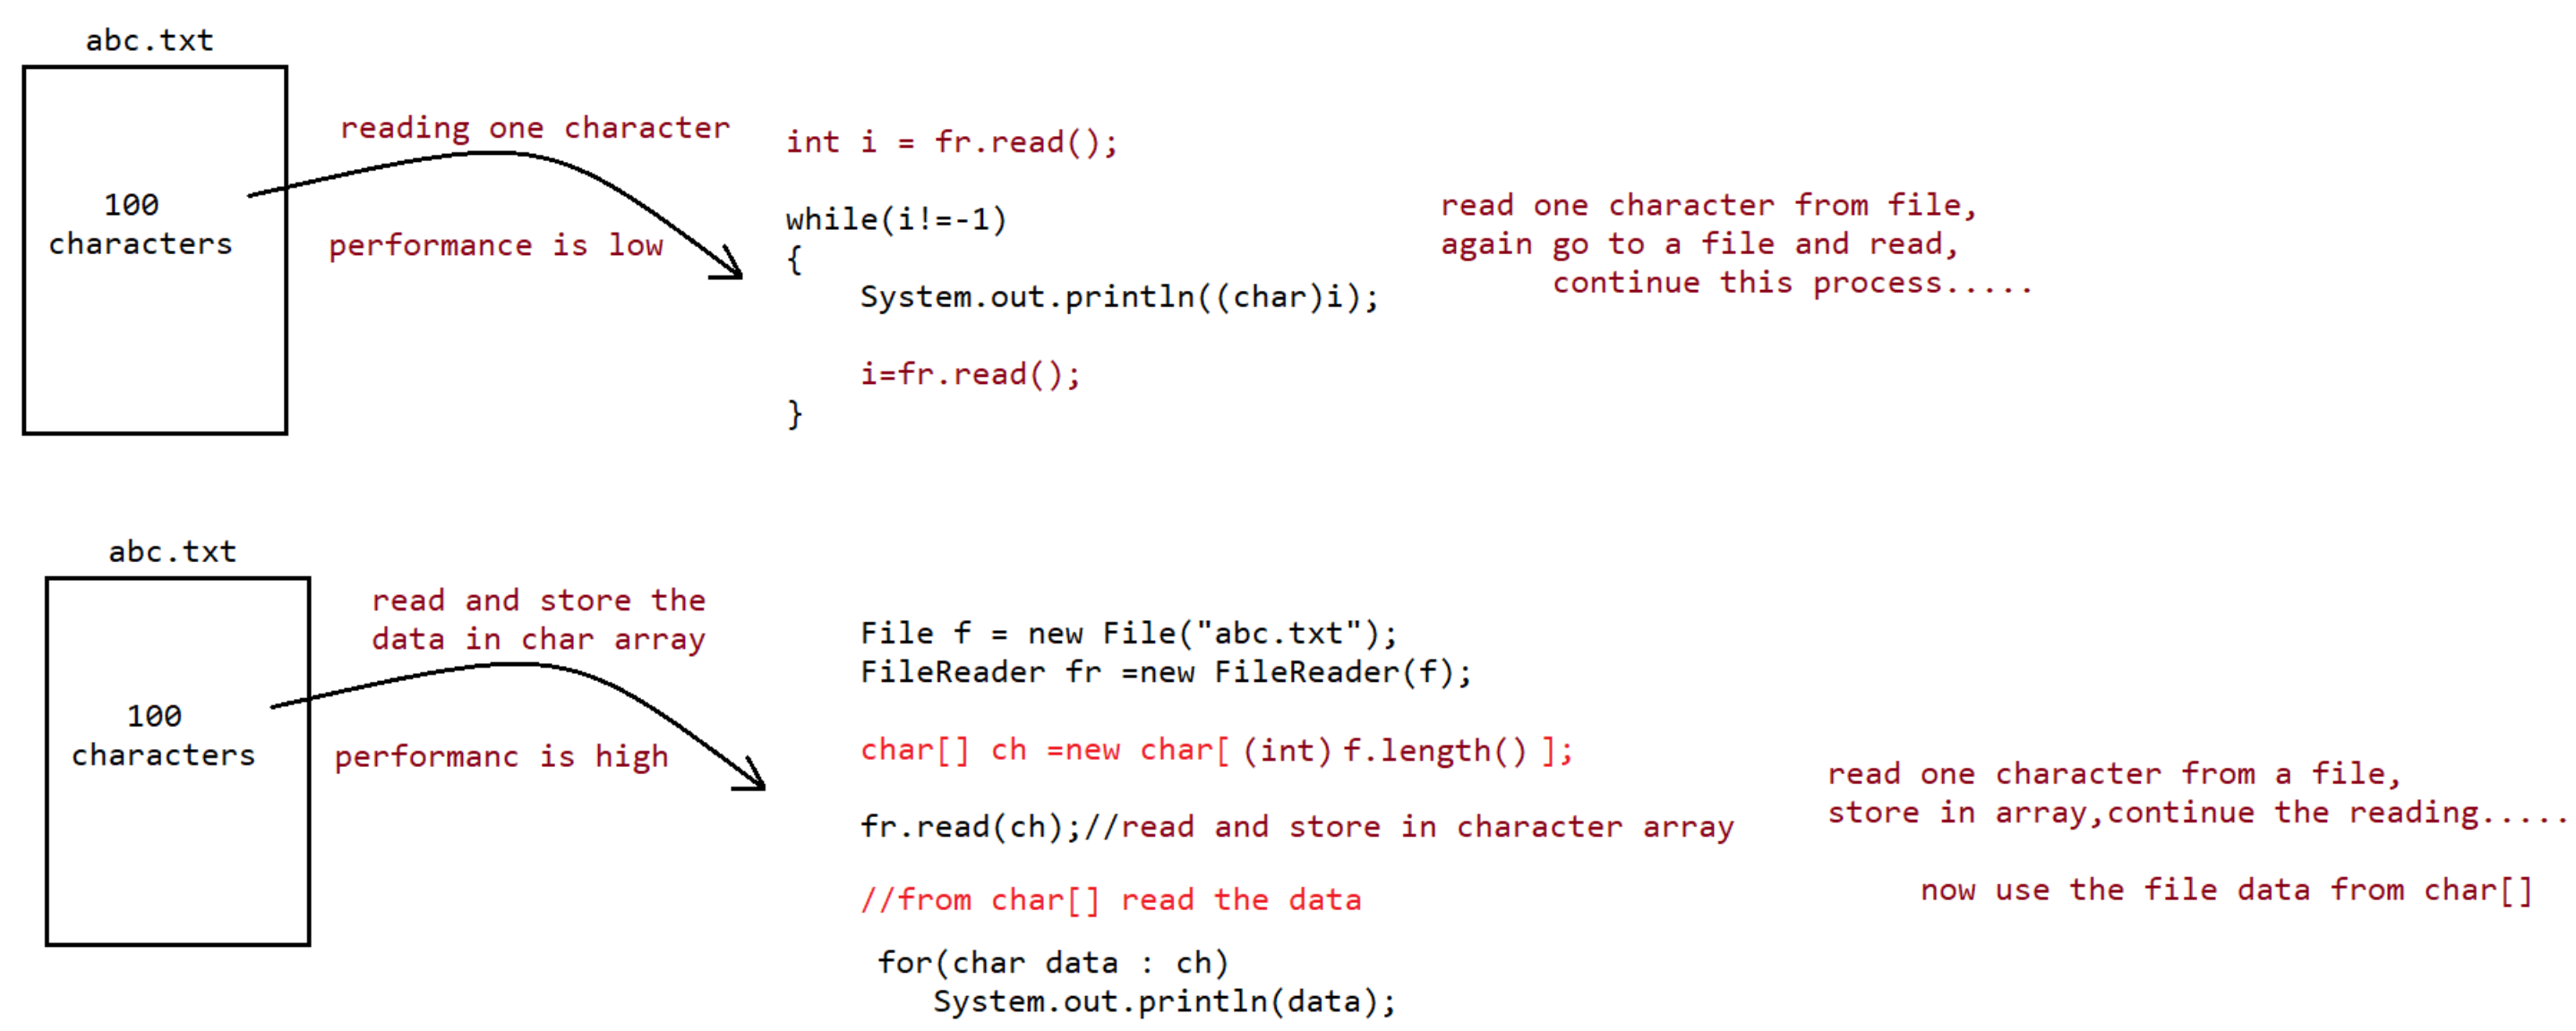 abc.txt
100
characters
reading one character
performance is low
int i = fr.read();
while(i!=-1)
{
System.out.println((char)i);
i=fr.read();
}
read one character from file,
again go to a file and read,
continue this process.....
abc.txt
100
characters
read and store the
data in char array
performanc is high
File f = new File("abc.txt");
FileReader fr =new FileReader(f);
char[] ch =new char[ (int) f.length() ];
fr.read(ch);//read and store in character array
//from char[] read the data
for(char data : ch)
System.out.println(data);
read one character from a file,
store in array,continue the reading.....
now use the file data from char[]